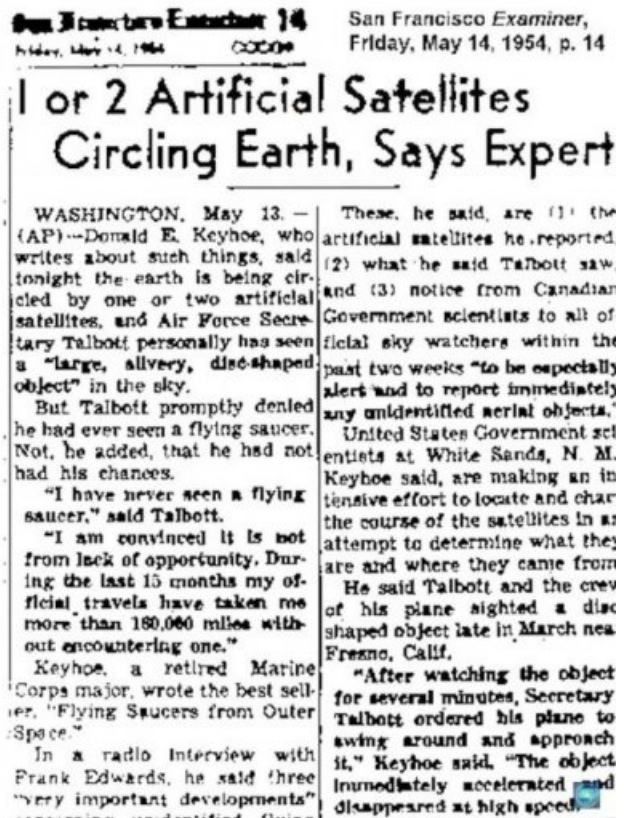 San Francisco Examiner 14
Friday, May 14, 1954
San Francisco Examiner,
Friday, May 14, 1954, p. 14
1 or 2 Artificial Satellites
Circling Earth, Says Expert
WASHINGTON, May 13.—
(AP)—Donald E. Keyhoe, who
writes about such things, said
tonight the earth is being cir-
cled by one or two artificial
satellites, and Air Force Secre-
tary Talbott personally has seen
a "large, silvery, disc-shaped
object" in the sky.
But Talbott promptly denied
he had ever seen a flying saucer.
Not, he added, that he had not
had his chances.
"I have never seen a flying
saucer," said Talbott.
"I am convinced it is not
from lack of opportunity. Dur-
ing the last 15 months my of-
ficial travels have taken me
more than 160,000 miles with-
out encountering one."
Keyhoe, a retired Marine
Corps major, wrote the best sell-
er, "Flying Saucers from Outer
Space."
In a radio interview with
Frank Edwards, he said three
"very important developments"
These, he said, are (1) the
artificial satellites he reported,
(2) what he said Talbott saw,
and (3) notice from Canadian
Government scientists to all of-
ficial sky watchers within the
past two weeks "to be especially
alert and to report immediately
any unidentified aerial objects."
United States Government sci
entists at White Sands, N. M.
Keyhoe said, are making an in
tensive effort to locate and char
the course of the satellites in an
attempt to determine what they
are and where they came from
He said Talbott and the crew
of his plane sighted a disc
shaped object late in March nea
Fresno, Calif.
"After watching the object
for several minutes, Secretary
Talbott ordered his plane to
swing around and approach
it," Keyhoe said. "The object
immediately accelerated and
disappeared at high speed."